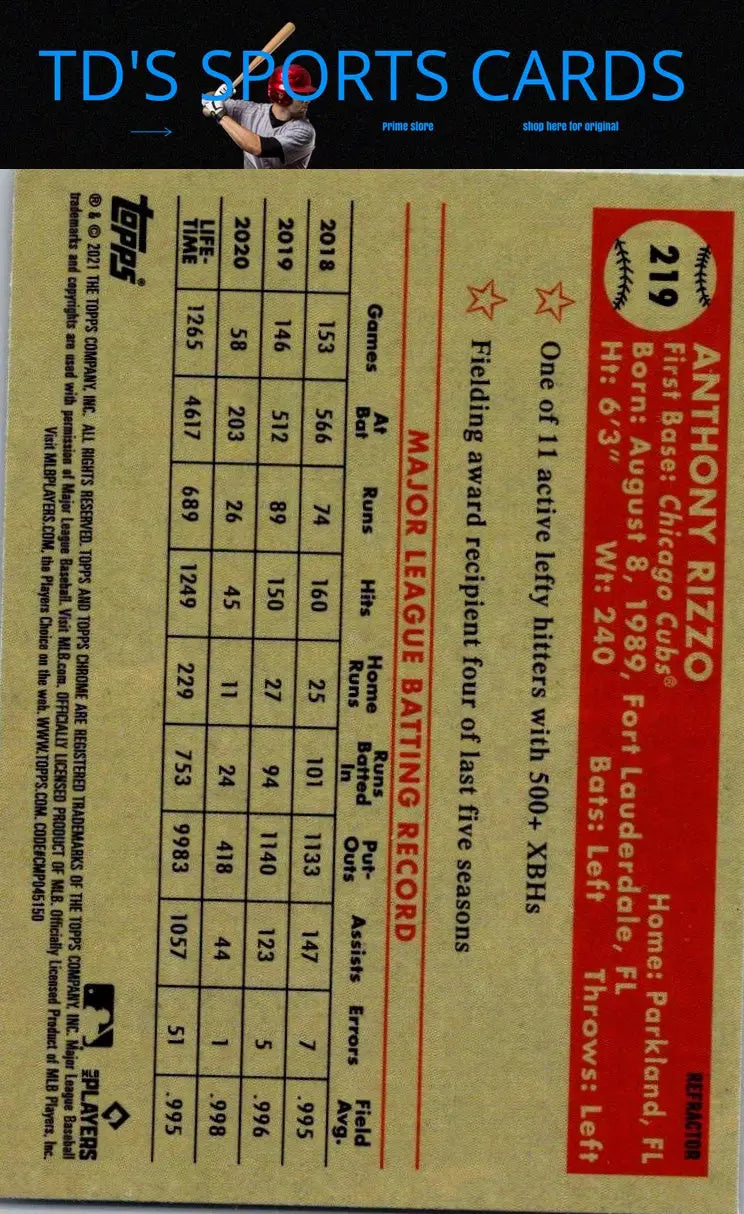 TD'S SPORTS CARDS
Prime store
shop here for original
219
ANTHONY RIZZO
REFRACTOR
First Base: Chicago Cubs® Home: Parkland, FL
Born: August 8, 1989, Fort Lauderdale, FL
Ht: 6'3" Wt: 240 Bats: Left Throws: Left
One of 11 active lefty hitters with 500+ XBHs
Fielding award recipient four of last five seasons
MAJOR LEAGUE BATTING RECORD
Games At Bat Runs Hits Home Runs Runs Batted In Put-Outs Assists Errors Field Avg.
2018 153 566 74 160 25 101 1133 147 7 .995
2019 146 512 89 150 27 94 1140 123 5 .996
2020 58 203 26 45 11 24 418 44 1 .998
LIFE-TIME 1265 4617 689 1249 229 753 9983 1057 51 .995
topps®
MLB PLAYERS
® & © 2021 THE TOPPS COMPANY, INC. ALL RIGHTS RESERVED. TOPPS AND TOPPS CHROME ARE REGISTERED TRADEMARKS OF THE TOPPS COMPANY, INC. Major League Baseball
trademarks and copyrights are used with permission of Major League Baseball. Visit MLB.com. OFFICIALLY LICENSED PRODUCT OF MLB. Officially Licensed Product of MLB Players, Inc.
Visit MLBPLAYERS.COM, the Players Choice on the web. WWW.TOPPS.COM. CODE#CMP045150